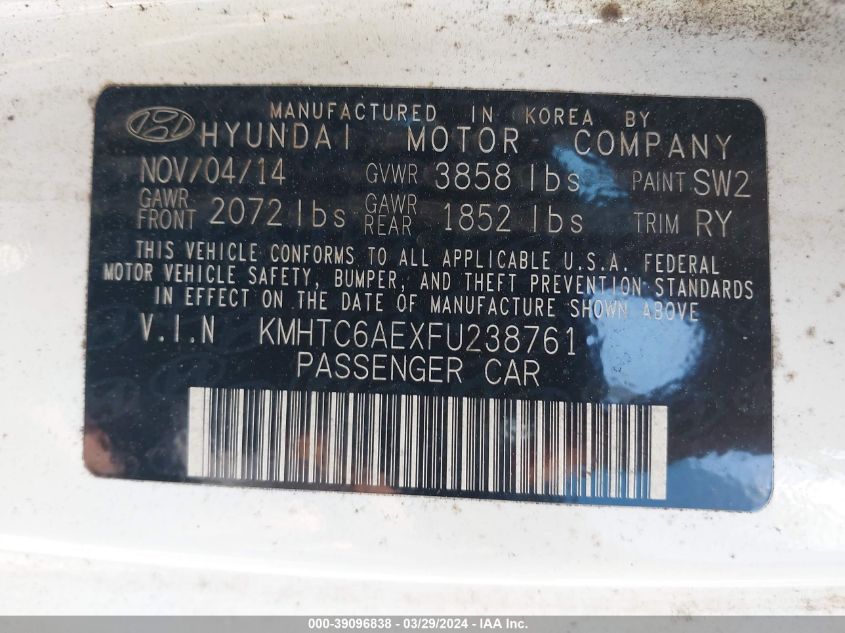 MANUFACTURED IN KOREA BY
HYUNDAI MOTOR COMPANY
NOV/04/14 GVWR 3858 lbs PAINT SW2
GAWR FRONT 2072 lbs GAWR REAR 1852 lbs TRIM RY
THIS VEHICLE CONFORMS TO ALL APPLICABLE U.S.A. FEDERAL
MOTOR VEHICLE SAFETY, BUMPER, AND THEFT PREVENTION STANDARDS
IN EFFECT ON THE DATE OF MANUFACTURE SHOWN ABOVE
V.I.N KMHTC6AEXFU238761
PASSENGER CAR
000-39096838 - 03/29/2024 - IAA Inc.